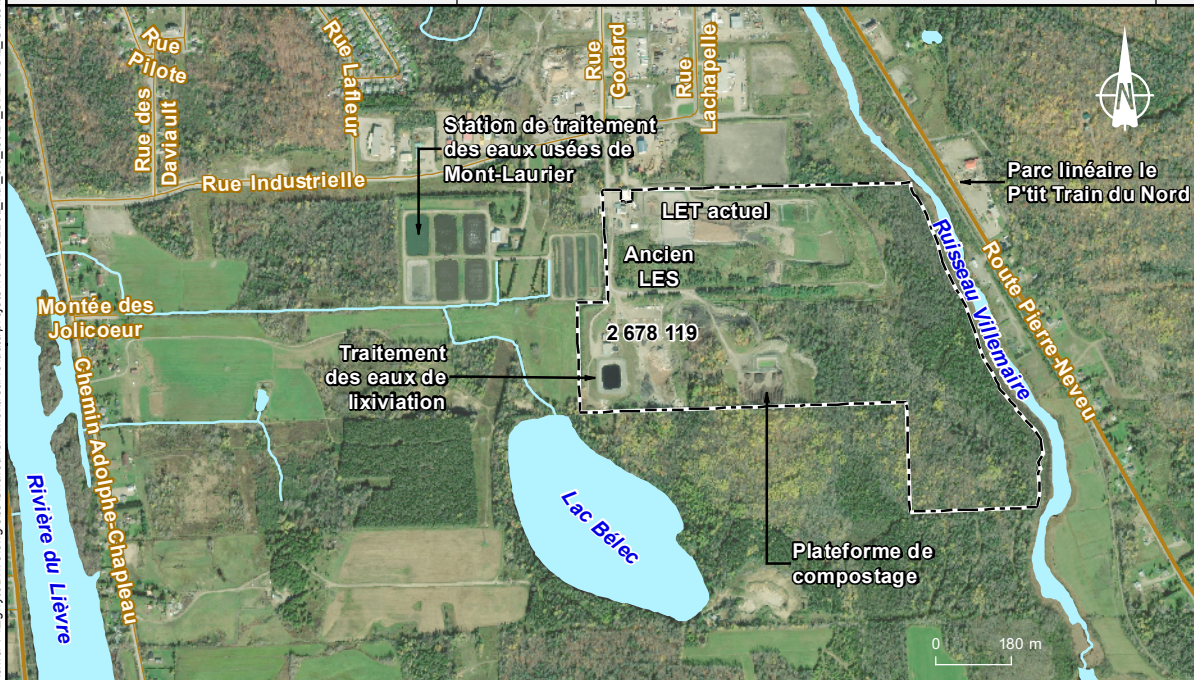 Rue
Pilote
Rue des
Daviault
Rue Lafleur
Rue
Godard
Rue
Lachapelle
N
Station de traitement
des eaux usées de
Mont-Laurier
Rue Industrielle
Parc linéaire le
P'tit Train du Nord
LET actuel
Ancien
LES
Ruisseau Villemaire
Route Pierre-Neveu
Montée des
Jolicoeur
2 678 119
Traitement
des eaux de
lixiviation
Chemin Adolphe-Chapleau
Rivière du Lièvre
Lac Bélec
Plateforme de
compostage
0 180 m